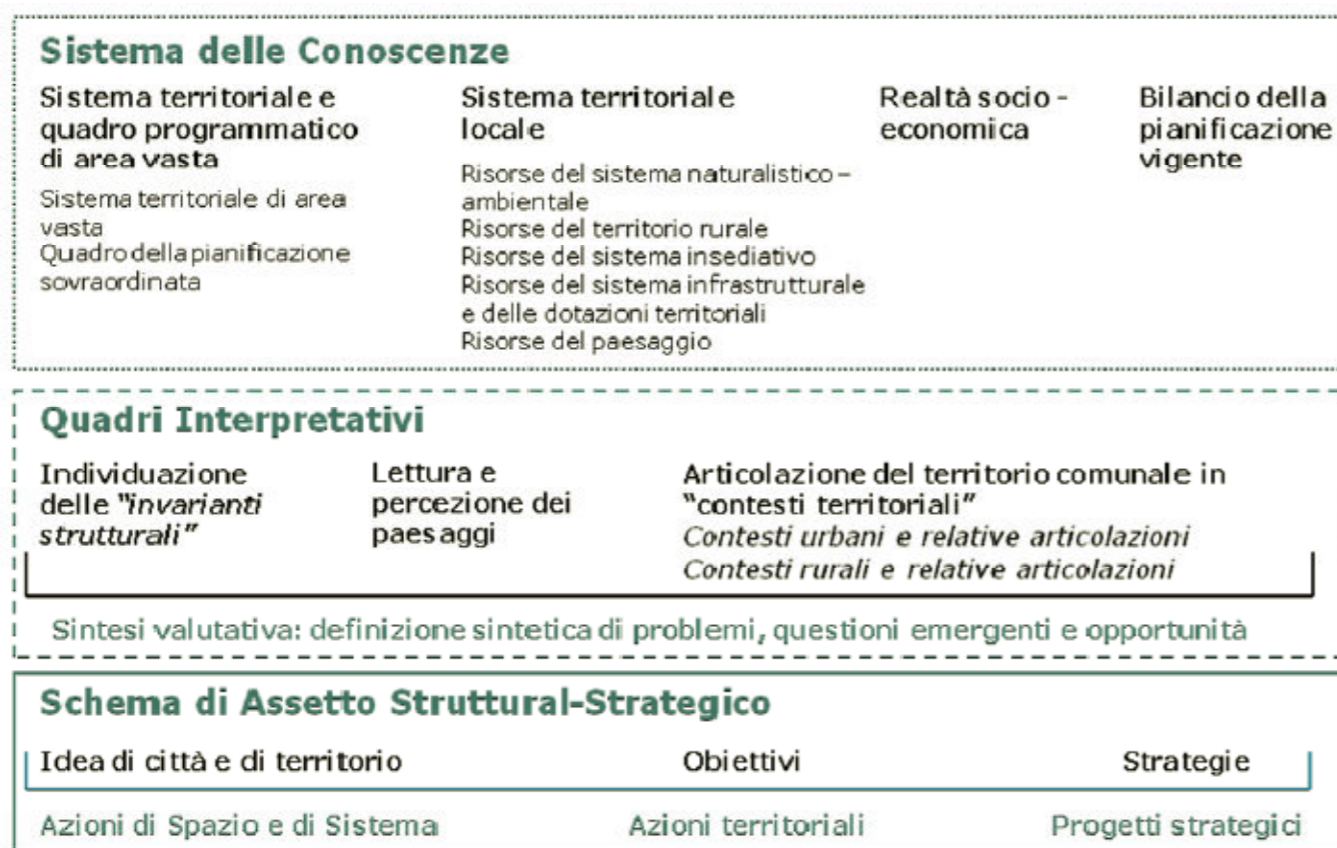 Sistema delle Conoscenze
Sistema territoriale e
quadro programmatico
di area vasta
Sistema territoriale di area
vasta
Quadro della pianificazione
sovraordinata
Sistema territoriale
locale
Risorse del sistema naturalistico –
ambientale
Risorse del territorio rurale
Risorse del sistema insediativo
Risorse del sistema infrastrutturale
e delle dotazioni territoriali
Risorse del paesaggio
Realtà socio -
economica
Bilancio della
pianificazione
vigente
Quadri Interpretativi
Individuazione
delle "invarianti
strutturali"
Lettura e
percezione dei
paesaggi
Articolazione del territorio comunale in
"contesti territoriali"
Contesti urbani e relative articolazioni
Contesti rurali e relative articolazioni
Sintesi valutativa: definizione sintetica di problemi, questioni emergenti e opportunità
Schema di Assetto Struttural-Strategico
Idea di città e di territorio
Obiettivi
Strategie
Azioni di Spazio e di Sistema
Azioni territoriali
Progetti strategici